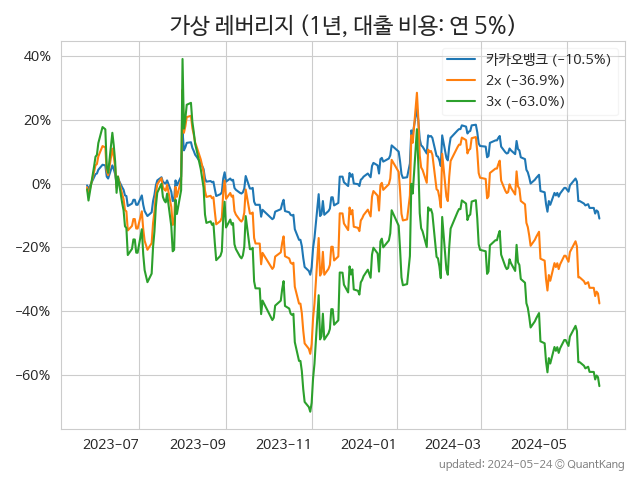 가상 레버리지 (1년, 대출 비용: 연 5%)
카카오뱅크 (−10.5%)
2x (−36.9%)
3x (−63.0%)
40%
20%
0%
−20%
−40%
−60%
2023−07 2023−09 2023−11 2024−01 2024−03 2024−05
updated: 2024−05−24 © QuantKang